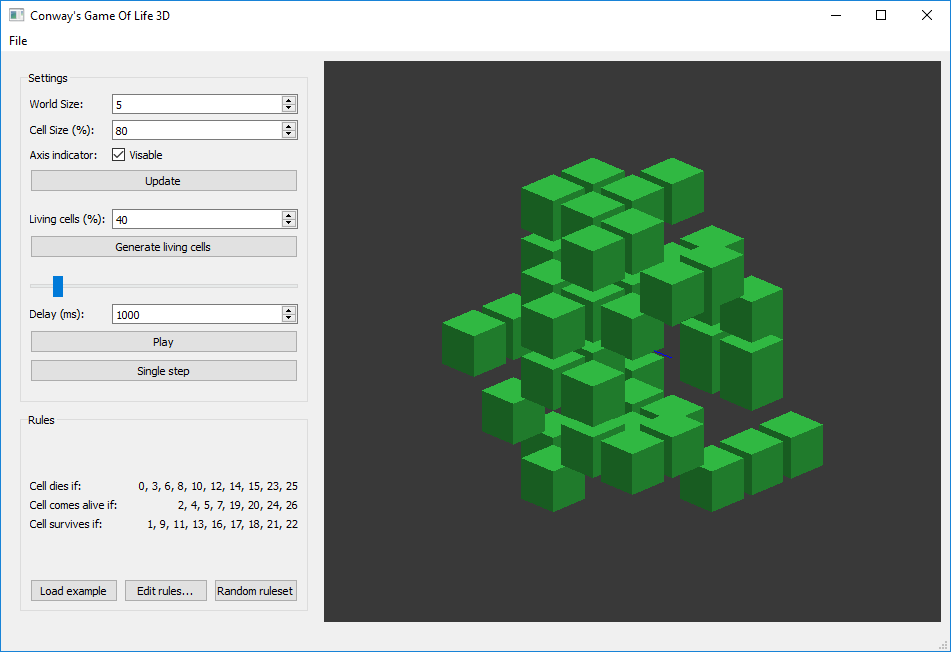 Conway's Game Of Life 3D
File
Settings
World Size: 5
Cell Size (%): 80
Axis indicator: Visable
Update
Living cells (%): 40
Generate living cells
Delay (ms): 1000
Play
Single step
Rules
Cell dies if: 0, 3, 6, 8, 10, 12, 14, 15, 23, 25
Cell comes alive if: 2, 4, 5, 7, 19, 20, 24, 26
Cell survives if: 1, 9, 11, 13, 16, 17, 18, 21, 22
Load example Edit rules... Random ruleset